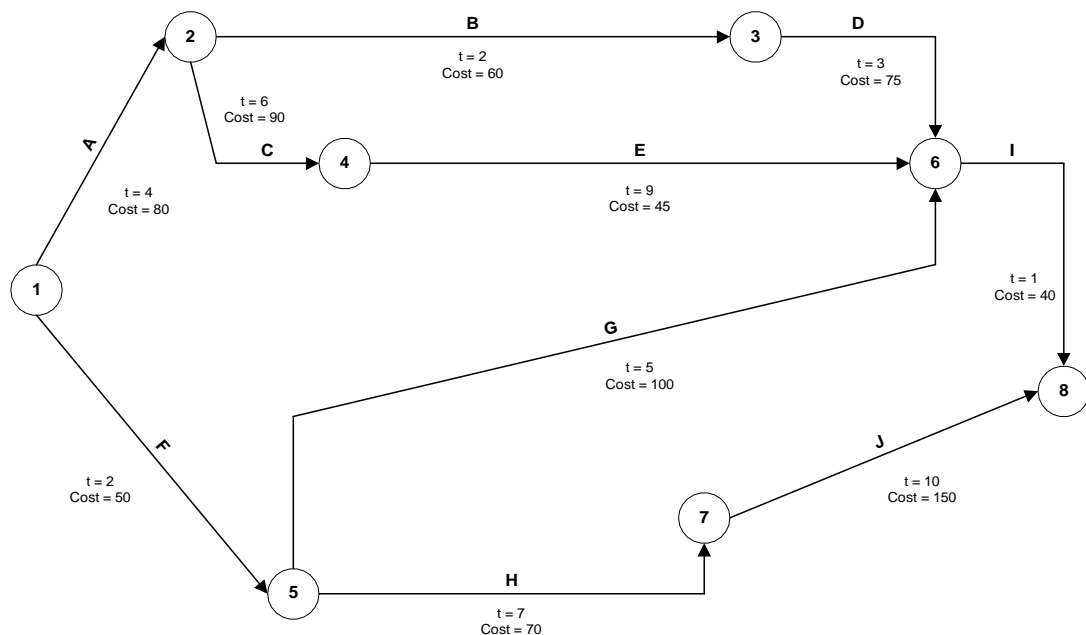 B
D
2
3
t = 2
Cost = 60
t = 3
Cost = 75
t = 6
Cost = 90
A
C
4
E
6
I
t = 4
Cost = 80
t = 9
Cost = 45
1
t = 1
Cost = 40
G
t = 5
Cost = 100
8
F
J
t = 2
Cost = 50
t = 10
Cost = 150
7
H
5
t = 7
Cost = 70